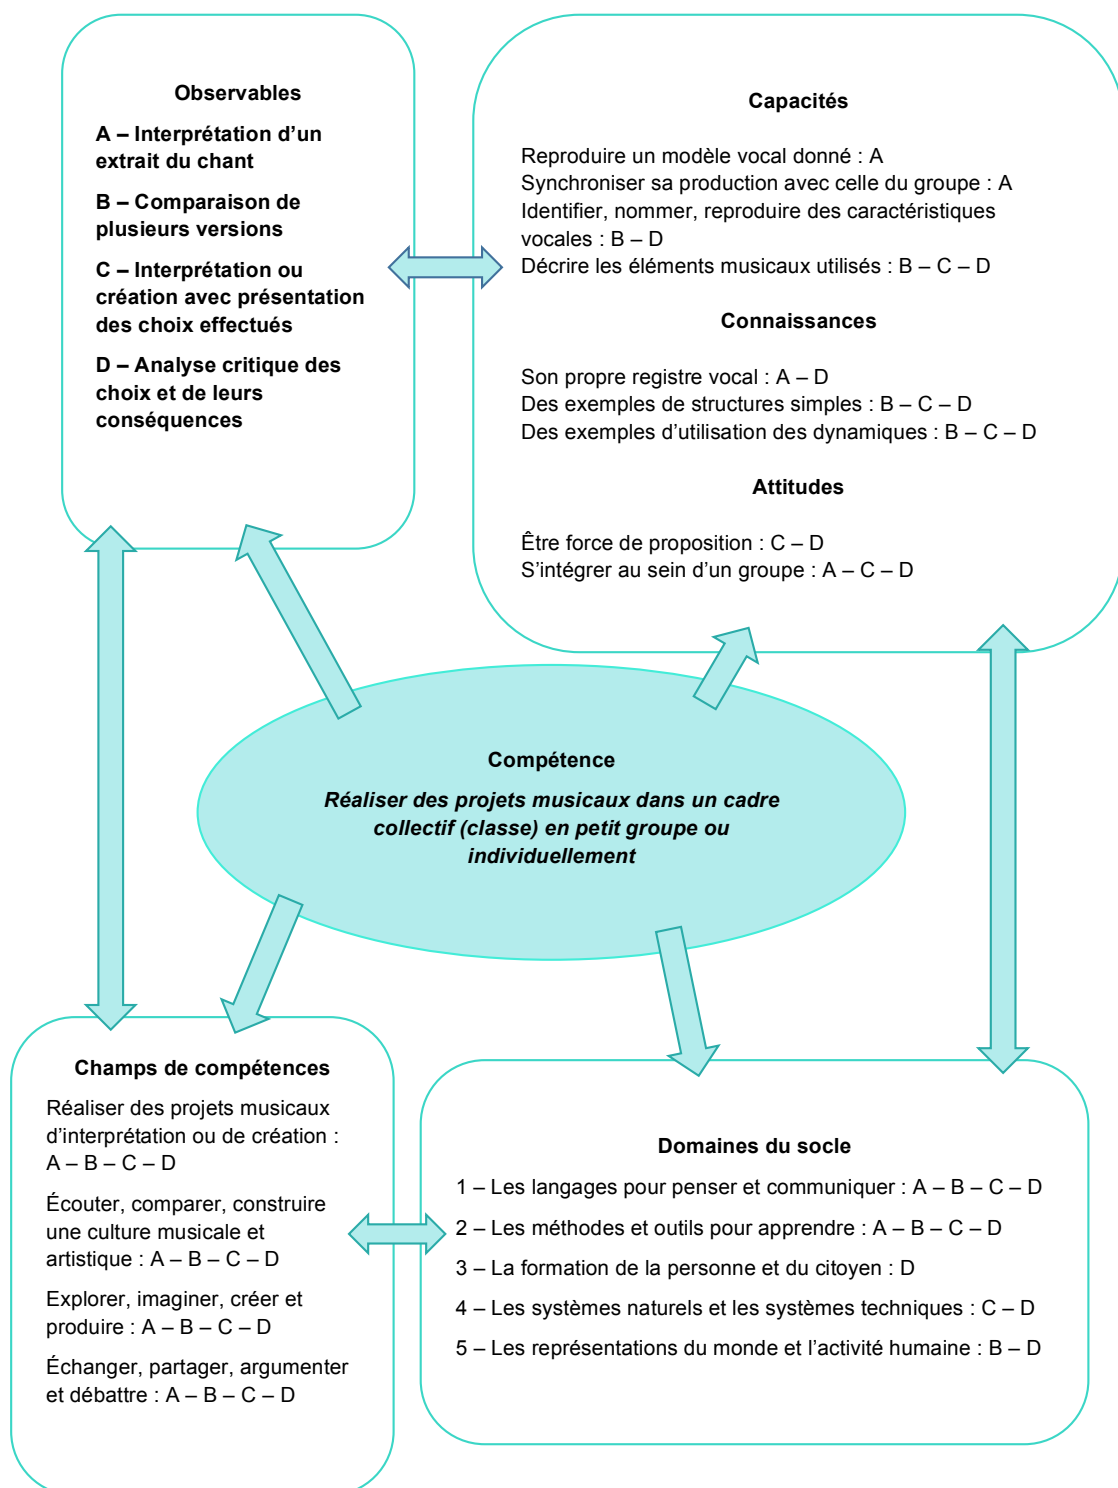 Observables
A – Interprétation d'un
extrait du chant
B – Comparaison de
plusieurs versions
C – Interprétation ou
création avec présentation
des choix effectués
D – Analyse critique des
choix et de leurs
conséquences
Capacités
Reproduire un modèle vocal donné : A
Synchroniser sa production avec celle du groupe : A
Identifier, nommer, reproduire des caractéristiques
vocales : B – D
Décrire les éléments musicaux utilisés : B – C – D
Connaissances
Son propre registre vocal : A – D
Des exemples de structures simples : B – C – D
Des exemples d'utilisation des dynamiques : B – C – D
Attitudes
Être force de proposition : C – D
S'intégrer au sein d'un groupe : A – C – D
Compétence
Réaliser des projets musicaux dans un cadre
collectif (classe) en petit groupe ou
individuellement
Champs de compétences
Réaliser des projets musicaux
d'interprétation ou de création :
A – B – C – D
Écouter, comparer, construire
une culture musicale et
artistique : A – B – C – D
Explorer, imaginer, créer et
produire : A – B – C – D
Échanger, partager, argumenter
et débattre : A – B – C – D
Domaines du socle
1 – Les langages pour penser et communiquer : A – B – C – D
2 – Les méthodes et outils pour apprendre : A – B – C – D
3 – La formation de la personne et du citoyen : D
4 – Les systèmes naturels et les systèmes techniques : C – D
5 – Les représentations du monde et l'activité humaine : B – D